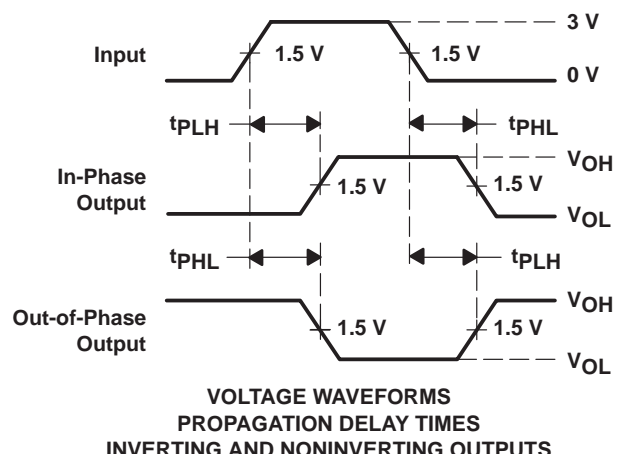 3 V
Input
1.5 V
1.5 V
0 V
tPLH
tPHL
In-Phase
Output
VOH
1.5 V
1.5 V
VOL
tPHL
tPLH
Out-of-Phase
Output
VOH
1.5 V
1.5 V
VOL
VOLTAGE WAVEFORMS
PROPAGATION DELAY TIMES
INVERTING AND NONINVERTING OUTPUTS